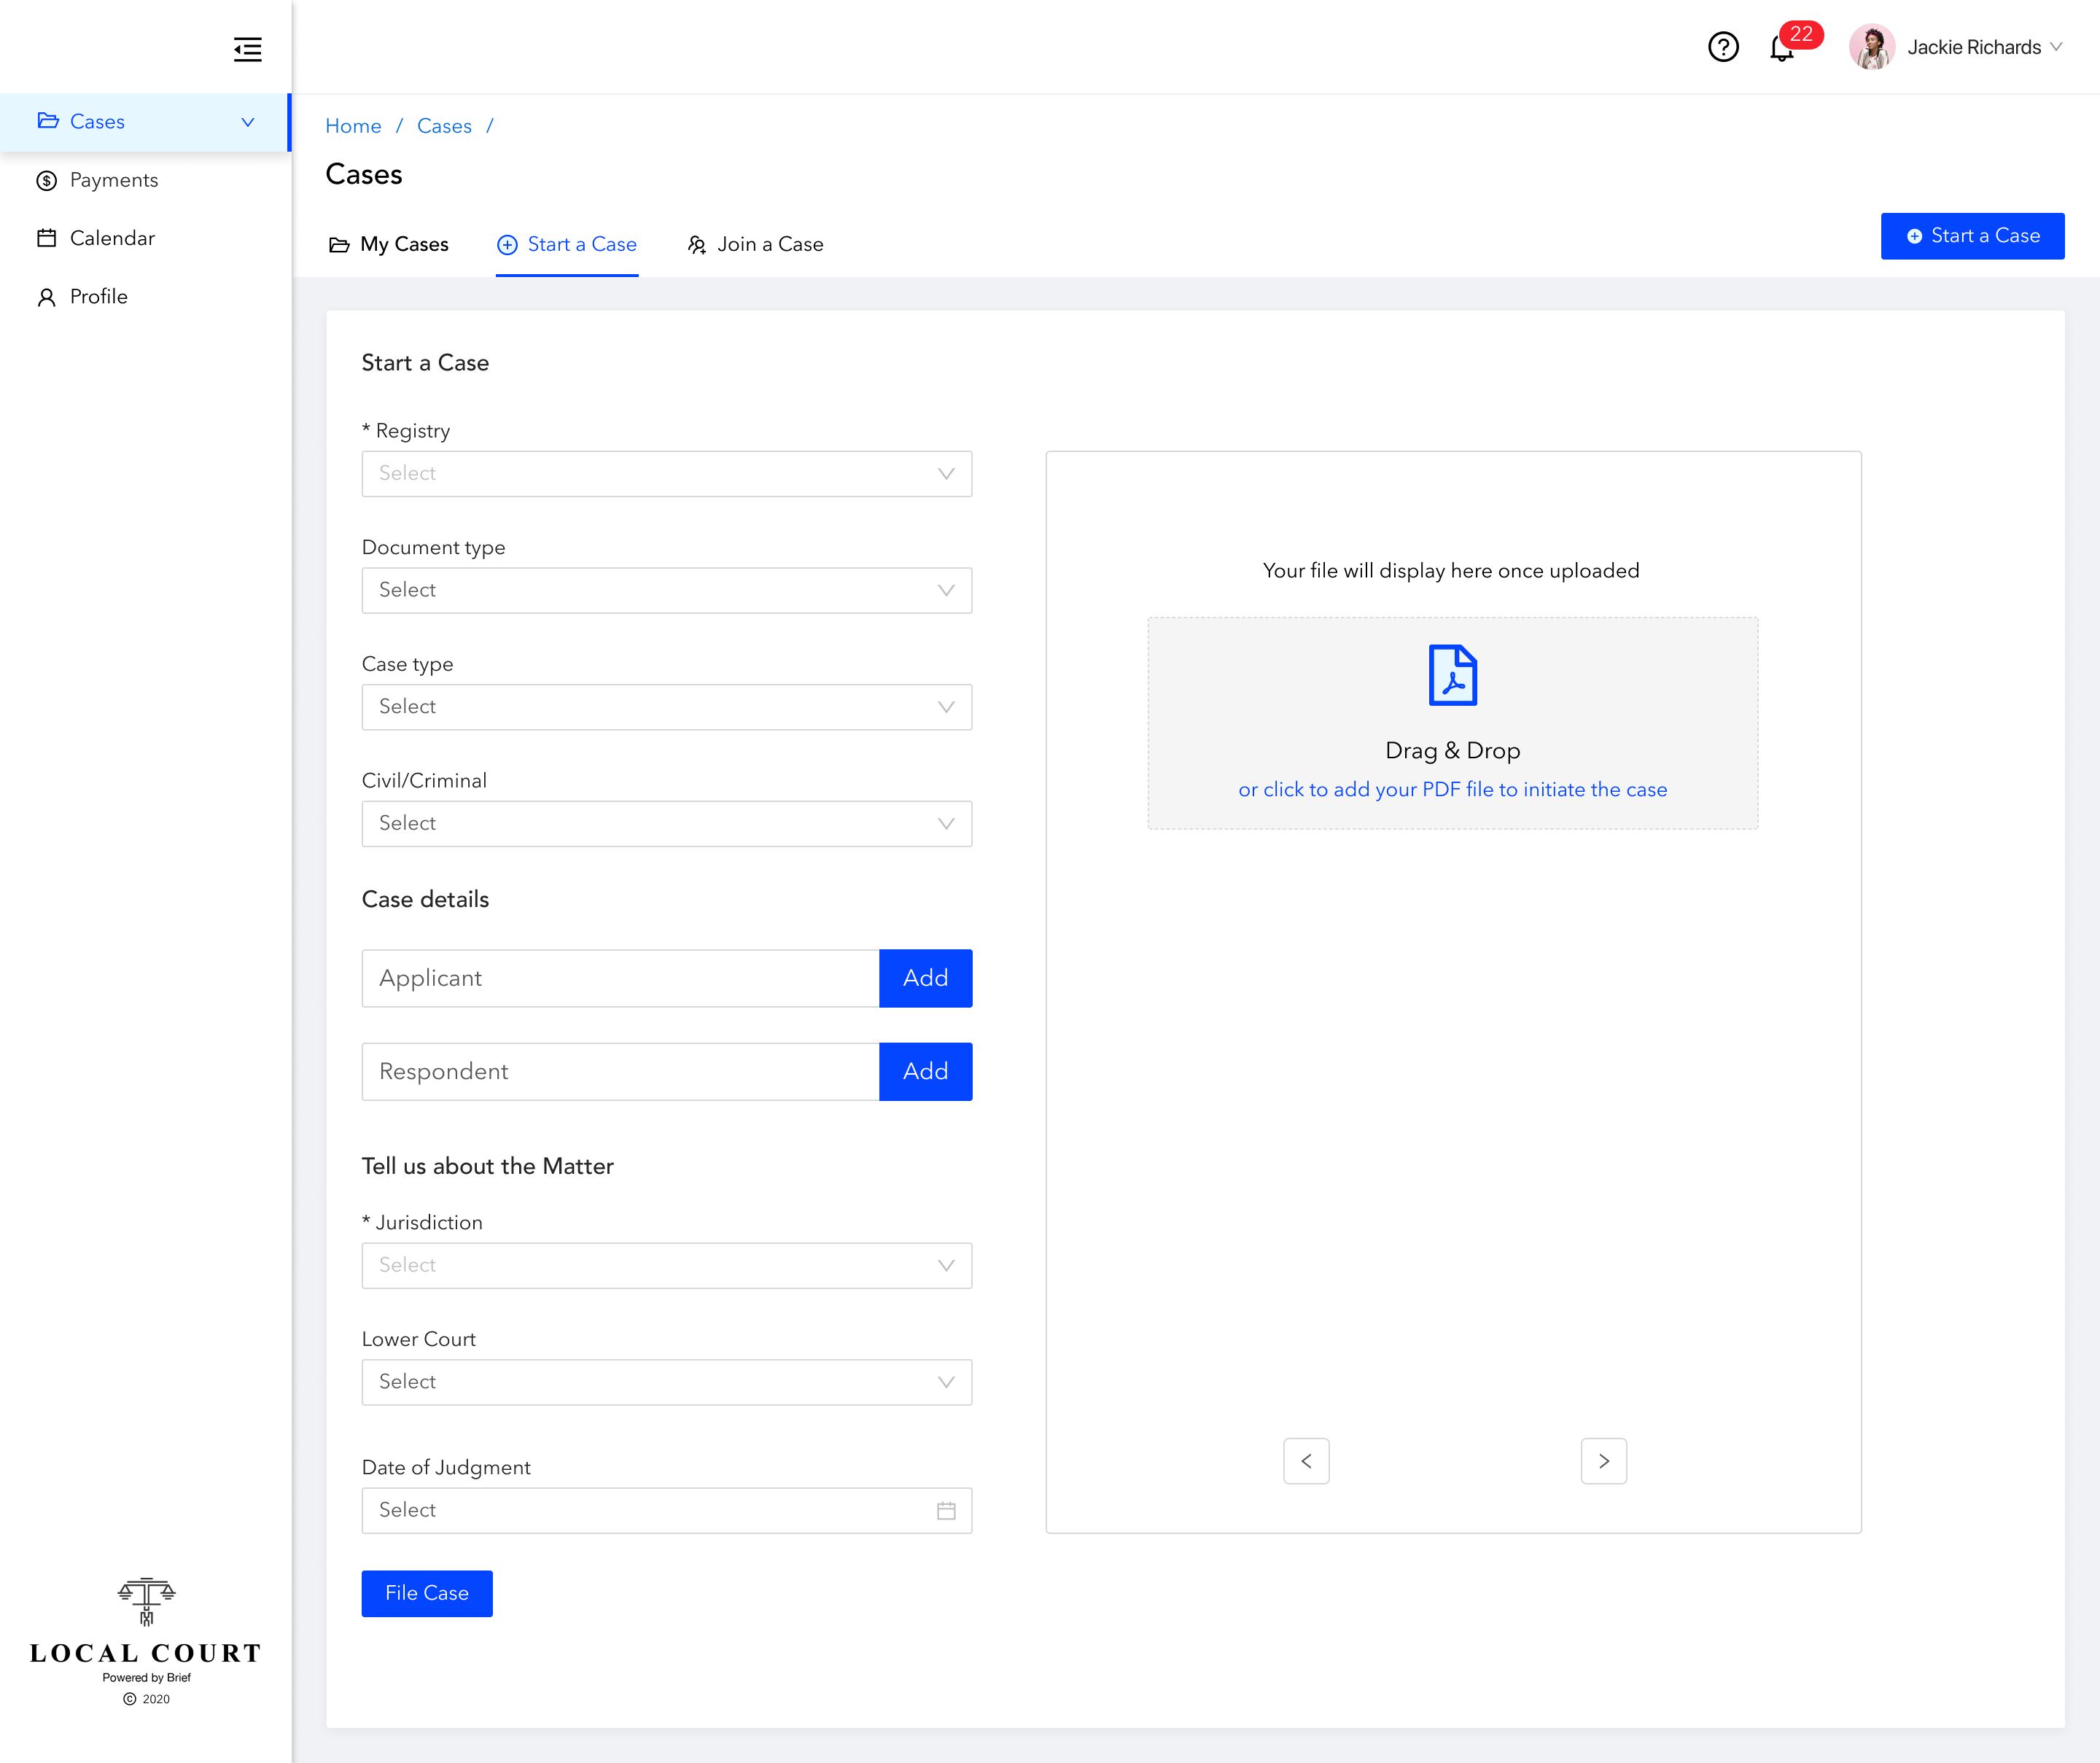 22
Jackie Richards
Cases
Payments
Calendar
Profile
Home / Cases /
Cases
My Cases
Start a Case
Join a Case
Start a Case
Start a Case
* Registry
Select
Document type
Select
Case type
Select
Civil/Criminal
Select
Case details
Applicant
Add
Respondent
Add
Tell us about the Matter
* Jurisdiction
Select
Lower Court
Select
Date of Judgment
Select
File Case
Your file will display here once uploaded
Drag & Drop
or click to add your PDF file to initiate the case
LOCAL COURT
Powered by Brief
© 2020